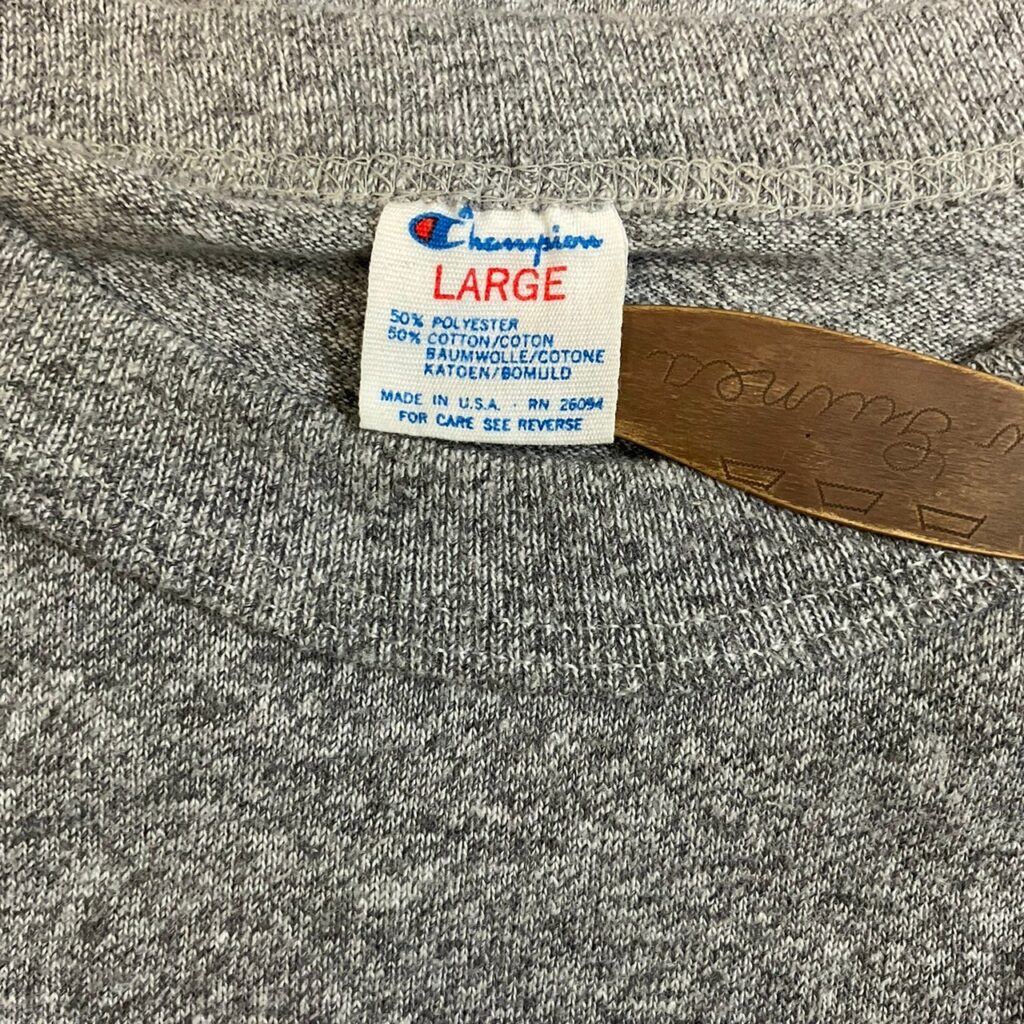 Champion
LARGE
50% POLYESTER
50% COTTON/COTON
BAUMWOLLE/COTONE
KATOEN/BOMULD
MADE IN U.S.A. · RN 26094
FOR CARE SEE REVERSE